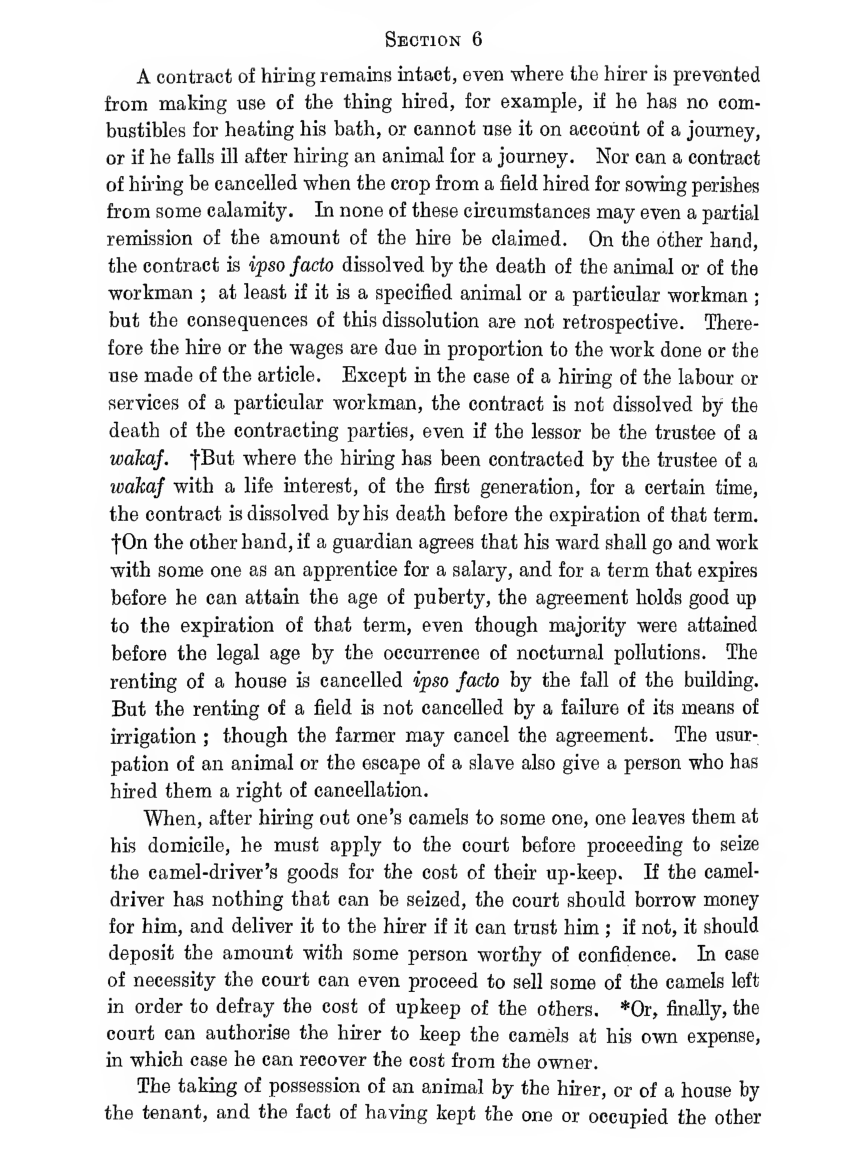 SECTION 6
A contract of hiring remains intact, even where the hirer is prevented
from making use of the thing hired, for example, if he has no com-
bustibles for heating his bath, or cannot use it on account of a journey,
or if he falls ill after hiring an animal for a journey. Nor can a contract
of hiring be cancelled when the crop from a field hired for sowing perishes
from some calamity. In none of these circumstances may even a partial
remission of the amount of the hire be claimed. On the other hand,
the contract is ipso facto dissolved by the death of the animal or of the
workman ; at least if it is a specified animal or a particular workman ;
but the consequences of this dissolution are not retrospective. There-
fore the hire or the wages are due in proportion to the work done or the
use made of the article. Except in the case of a hiring of the labour or
services of a particular workman, the contract is not dissolved by the
death of the contracting parties, even if the lessor be the trustee of a
wakaf. †But where the hiring has been contracted by the trustee of a
wakaf with a life interest, of the first generation, for a certain time,
the contract is dissolved by his death before the expiration of that term.
†On the other hand, if a guardian agrees that his ward shall go and work
with some one as an apprentice for a salary, and for a term that expires
before he can attain the age of puberty, the agreement holds good up
to the expiration of that term, even though majority were attained
before the legal age by the occurrence of nocturnal pollutions. The
renting of a house is cancelled ipso facto by the fall of the building.
But the renting of a field is not cancelled by a failure of its means of
irrigation ; though the farmer may cancel the agreement. The usur-
pation of an animal or the escape of a slave also give a person who has
hired them a right of cancellation.
When, after hiring out one's camels to some one, one leaves them at
his domicile, he must apply to the court before proceeding to seize
the camel-driver's goods for the cost of their up-keep. If the camel-
driver has nothing that can be seized, the court should borrow money
for him, and deliver it to the hirer if it can trust him ; if not, it should
deposit the amount with some person worthy of confidence. In case
of necessity the court can even proceed to sell some of the camels left
in order to defray the cost of upkeep of the others. *Or, finally, the
court can authorise the hirer to keep the camels at his own expense,
in which case he can recover the cost from the owner.
The taking of possession of an animal by the hirer, or of a house by
the tenant, and the fact of having kept the one or occupied the other